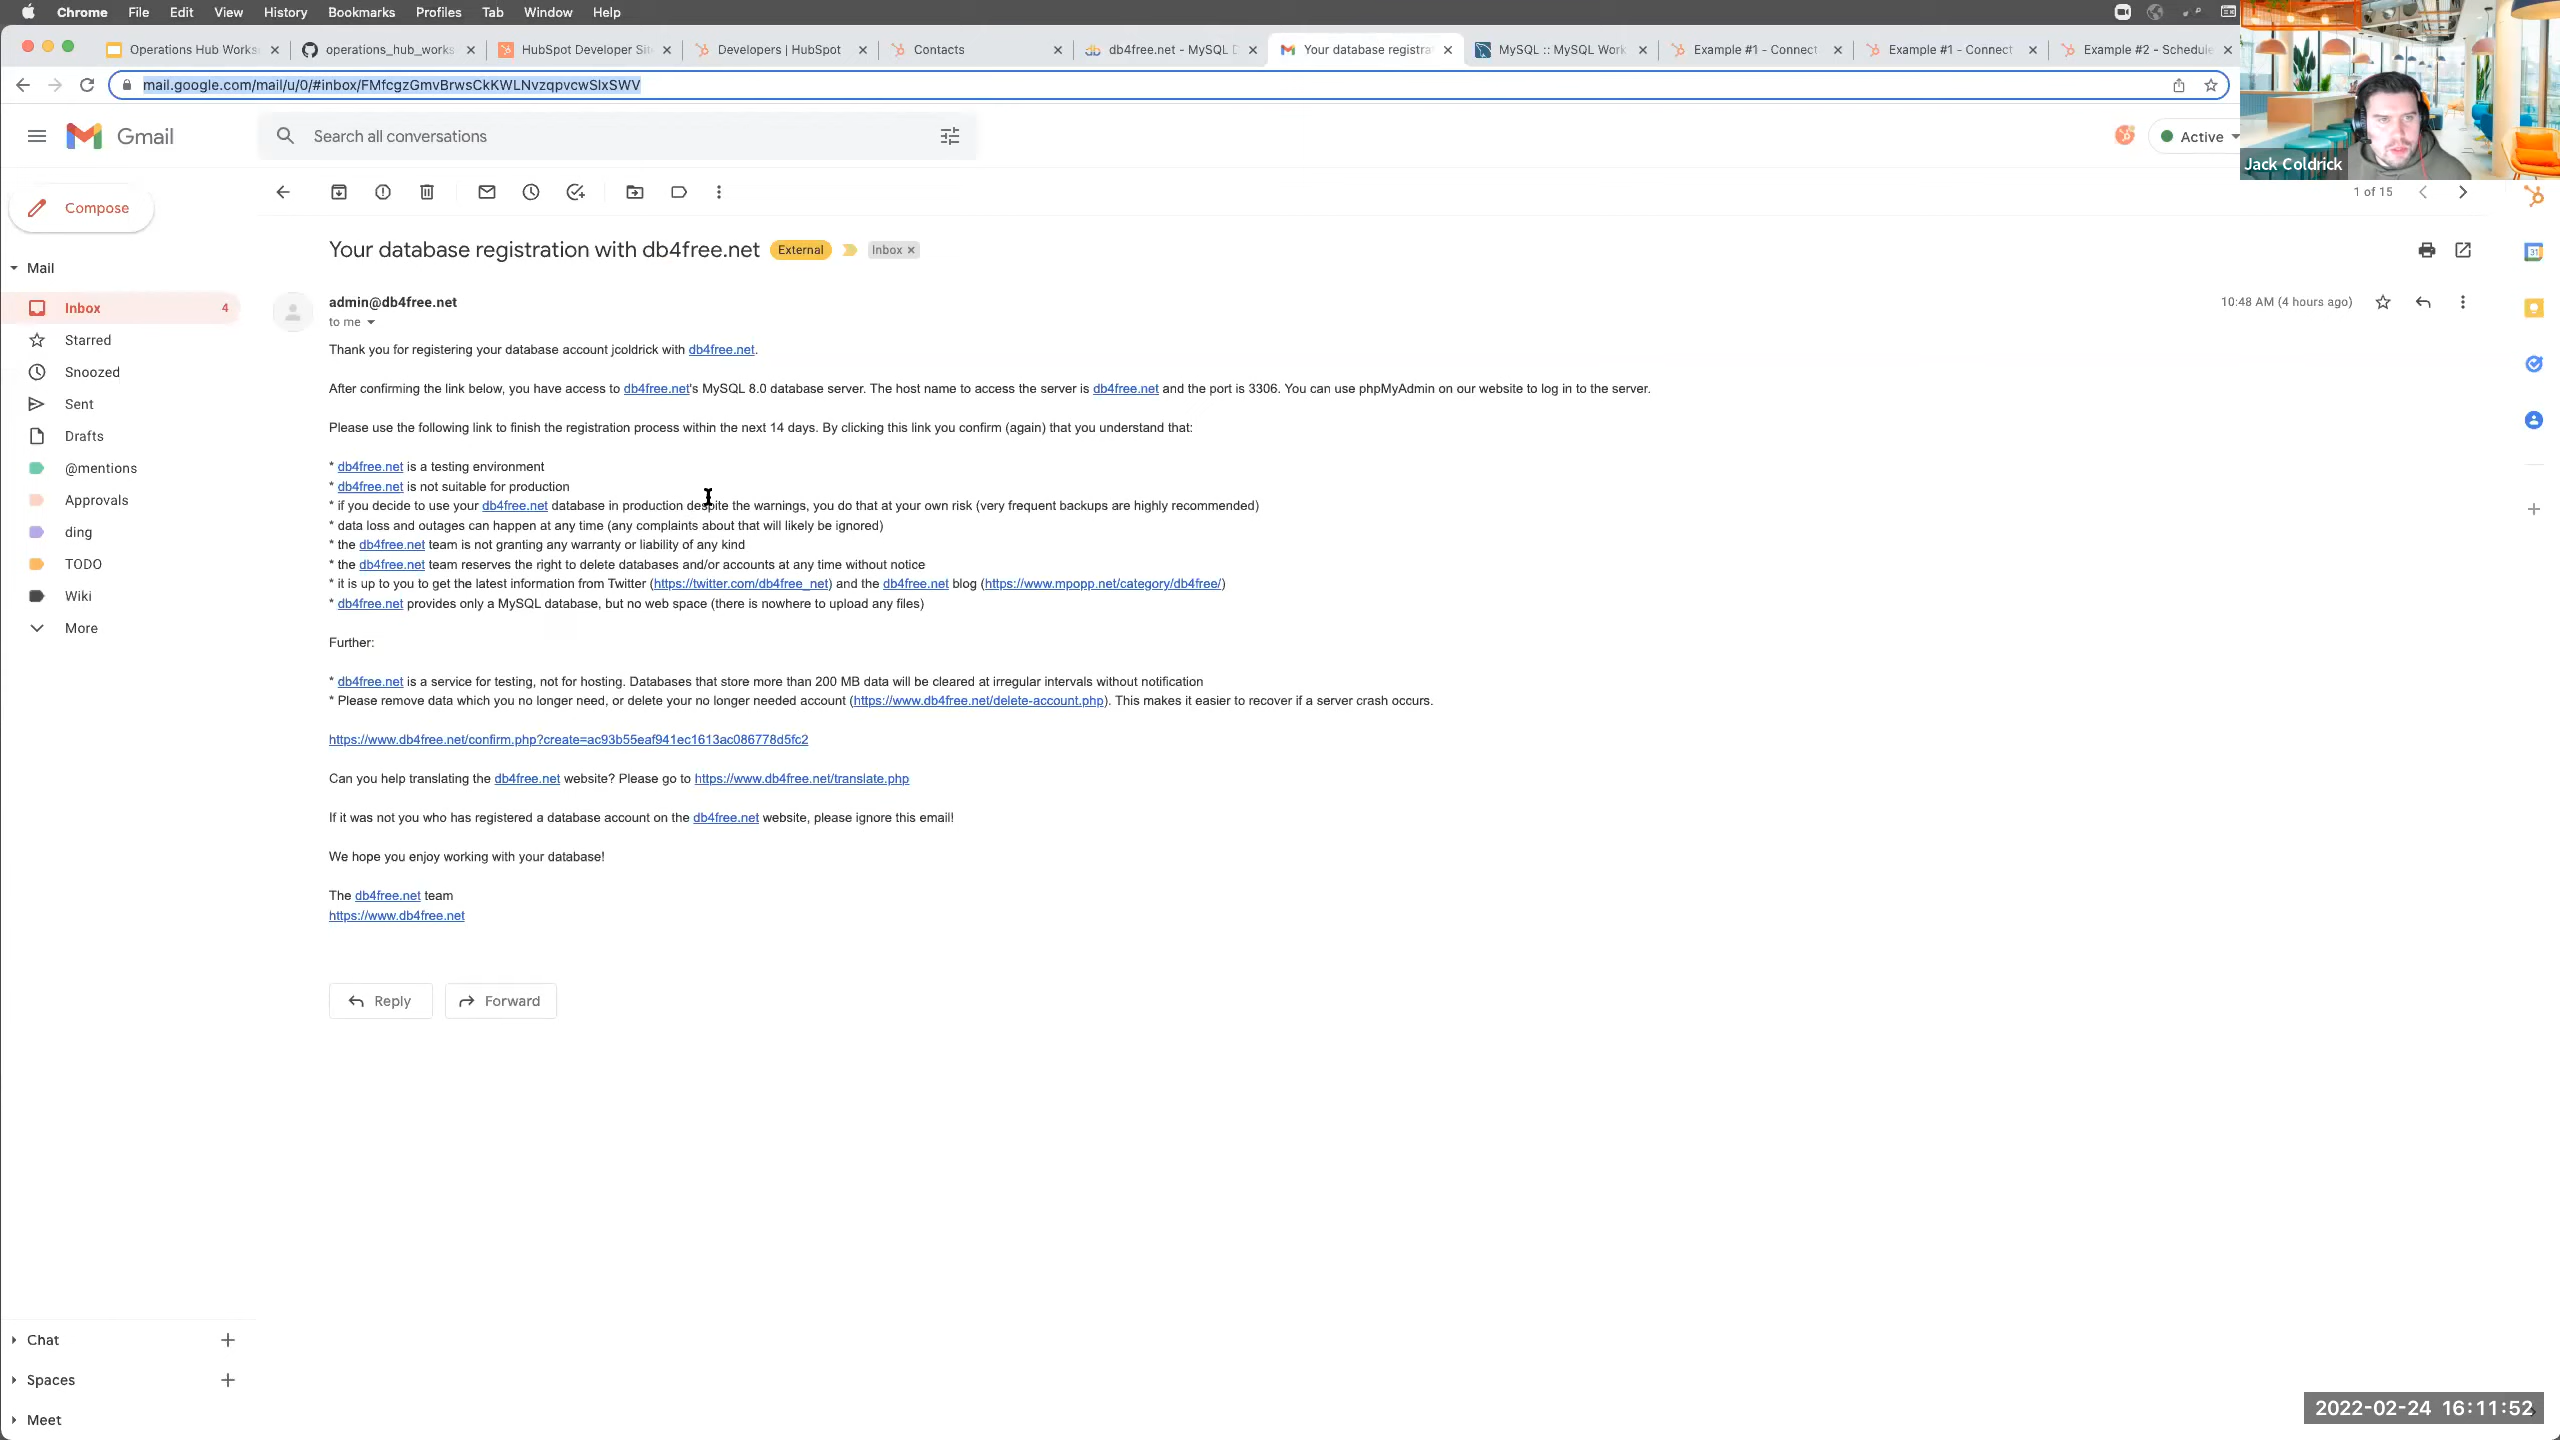 Chrome File Edit View History Bookmarks Profiles Tab Window Help
Operations Hub Works
operations_hub_works
HubSpot Developer Sit
Developers | HubSpot
Contacts
db4free.net - MySQL D
Your database registra
MySQL :: MySQL Work
Example #1 - Connect
Example #1 - Connect
Example #2 - Schedule
mail.google.com/mail/u/0/#inbox/FMfcgzGmvBrwsCkKWLNvzqpvcwSlxSWV
Gmail
Search all conversations
Active
Jack Coldrick
Compose
1 of 15
Mail
Inbox 4
Starred
Snoozed
Sent
Drafts
@mentions
Approvals
ding
TODO
Wiki
More
Your database registration with db4free.net External Inbox
admin@db4free.net
10:48 AM (4 hours ago)
to me
Thank you for registering your database account jcoldrick with db4free.net.
After confirming the link below, you have access to db4free.net's MySQL 8.0 database server. The host name to access the server is db4free.net and the port is 3306. You can use phpMyAdmin on our website to log in to the server.
Please use the following link to finish the registration process within the next 14 days. By clicking this link you confirm (again) that you understand that:
* db4free.net is a testing environment
* db4free.net is not suitable for production
* if you decide to use your db4free.net database in production despite the warnings, you do that at your own risk (very frequent backups are highly recommended)
* data loss and outages can happen at any time (any complaints about that will likely be ignored)
* the db4free.net team is not granting any warranty or liability of any kind
* the db4free.net team reserves the right to delete databases and/or accounts at any time without notice
* it is up to you to get the latest information from Twitter (https://twitter.com/db4free_net) and the db4free.net blog (https://www.mpopp.net/category/db4free/)
* db4free.net provides only a MySQL database, but no web space (there is nowhere to upload any files)
Further:
* db4free.net is a service for testing, not for hosting. Databases that store more than 200 MB data will be cleared at irregular intervals without notification
* Please remove data which you no longer need, or delete your no longer needed account (https://www.db4free.net/delete-account.php). This makes it easier to recover if a server crash occurs.
https://www.db4free.net/confirm.php?create=ac93b55eaf941ec1613ac086778d5fc2
Can you help translating the db4free.net website? Please go to https://www.db4free.net/translate.php
If it was not you who has registered a database account on the db4free.net website, please ignore this email!
We hope you enjoy working with your database!
The db4free.net team
https://www.db4free.net
Reply
Forward
Chat
Spaces
Meet
31
2022-02-24 16:11:52